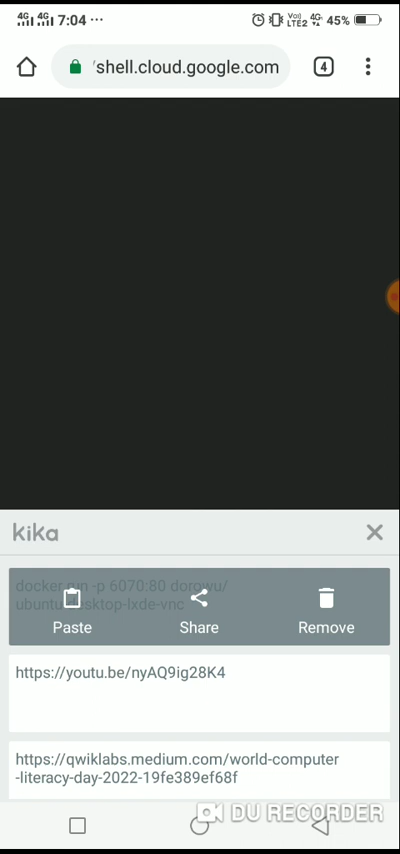 4G 4G 7:04 ··· Vo)) LTE2 4G 45%
'shell.cloud.google.com 4
kika
docker run -p 6070:80 dorowu/
ubuntu-desktop-lxde-vnc
Paste Share Remove
https://youtu.be/nyAQ9ig28K4
https://qwiklabs.medium.com/world-computer
-literacy-day-2022-19fe389ef68f
DU RECORDER